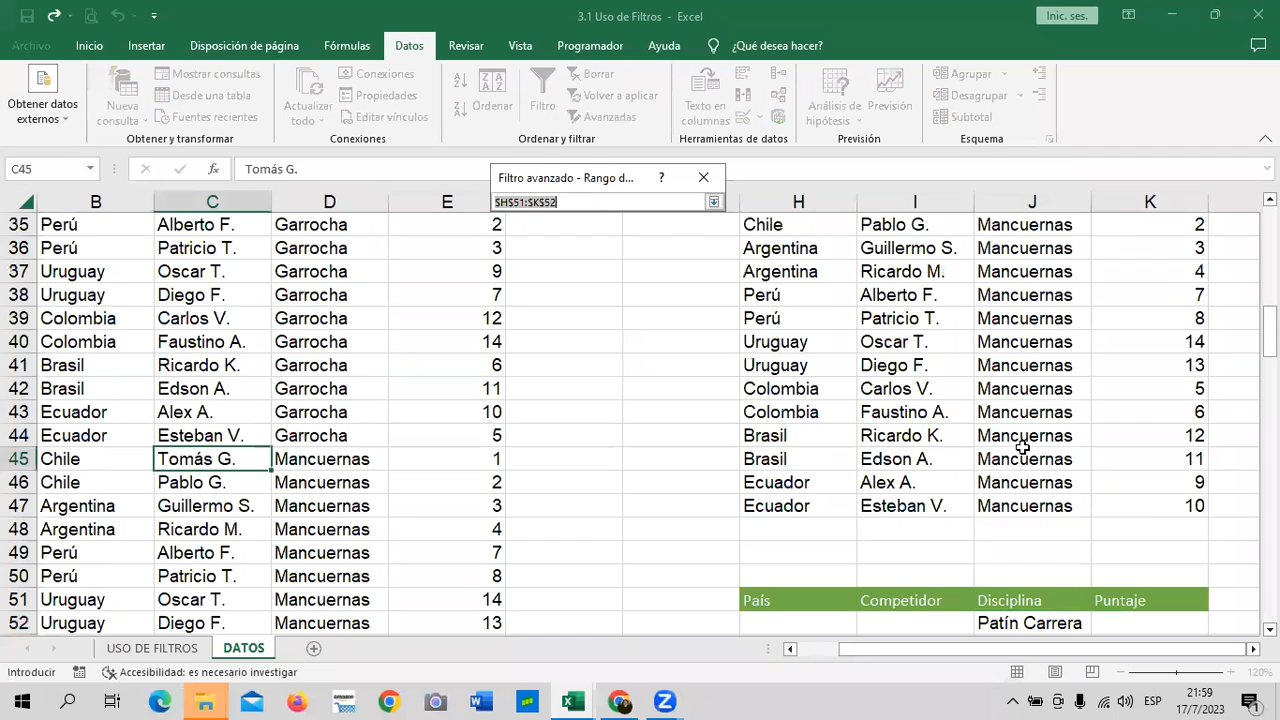 3.1 Uso de Filtros - Excel
Inic. ses.
Archivo Inicio Insertar Disposición de página Fórmulas Datos Revisar Vista Programador Ayuda ¿Qué desea hacer?
Obtener datos externos
Nueva consulta
Mostrar consultas
Desde una tabla
Fuentes recientes
Obtener y transformar
Actualizar todo
Conexiones
Propiedades
Editar vínculos
Conexiones
Ordenar
Filtro
Borrar
Volver a aplicar
Avanzadas
Ordenar y filtrar
Texto en columnas
Herramientas de datos
Análisis de hipótesis
Previsión
Previsión
Agrupar
Desagrupar
Subtotal
Esquema
C45 fx Tomás G.
Filtro avanzado - Rango d... ?
$H$51:$K$52
B C D E H I J K
35 Perú Alberto F. Garrocha 2 Chile Pablo G. Mancuernas 2
36 Perú Patricio T. Garrocha 3 Argentina Guillermo S. Mancuernas 3
37 Uruguay Oscar T. Garrocha 9 Argentina Ricardo M. Mancuernas 4
38 Uruguay Diego F. Garrocha 7 Perú Alberto F. Mancuernas 7
39 Colombia Carlos V. Garrocha 12 Perú Patricio T. Mancuernas 8
40 Colombia Faustino A. Garrocha 14 Uruguay Oscar T. Mancuernas 14
41 Brasil Ricardo K. Garrocha 6 Uruguay Diego F. Mancuernas 13
42 Brasil Edson A. Garrocha 11 Colombia Carlos V. Mancuernas 5
43 Ecuador Alex A. Garrocha 10 Colombia Faustino A. Mancuernas 6
44 Ecuador Esteban V. Garrocha 5 Brasil Ricardo K. Mancuernas 12
45 Chile Tomás G. Mancuernas 1 Brasil Edson A. Mancuernas 11
46 Chile Pablo G. Mancuernas 2 Ecuador Alex A. Mancuernas 9
47 Argentina Guillermo S. Mancuernas 3 Ecuador Esteban V. Mancuernas 10
48 Argentina Ricardo M. Mancuernas 4
49 Perú Alberto F. Mancuernas 7
50 Perú Patricio T. Mancuernas 8
51 Uruguay Oscar T. Mancuernas 14 País Competidor Disciplina Puntaje
52 Uruguay Diego F. Mancuernas 13 Patín Carrera
USO DE FILTROS DATOS
Introducir Accesibilidad: es necesario investigar 120%
ESP 21:59
17/7/2023